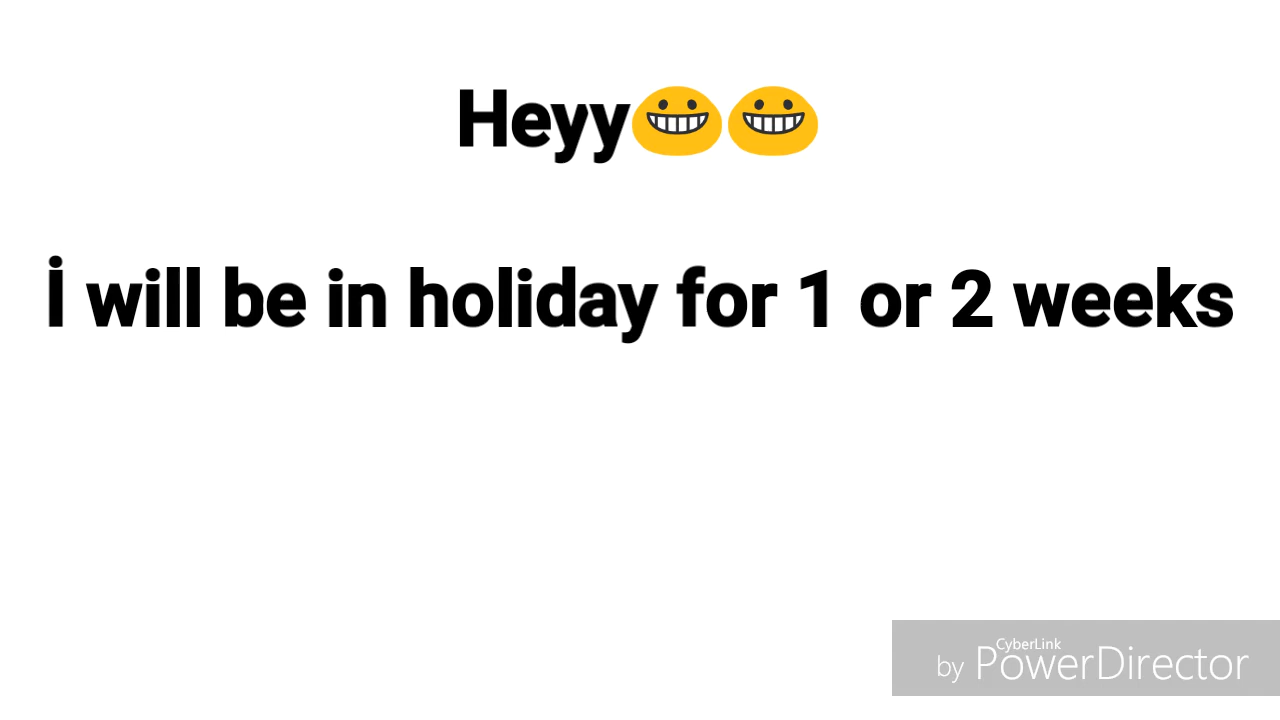 Heyy😀😀
İ will be in holiday for 1 or 2 weeks
CyberLink
by PowerDirector